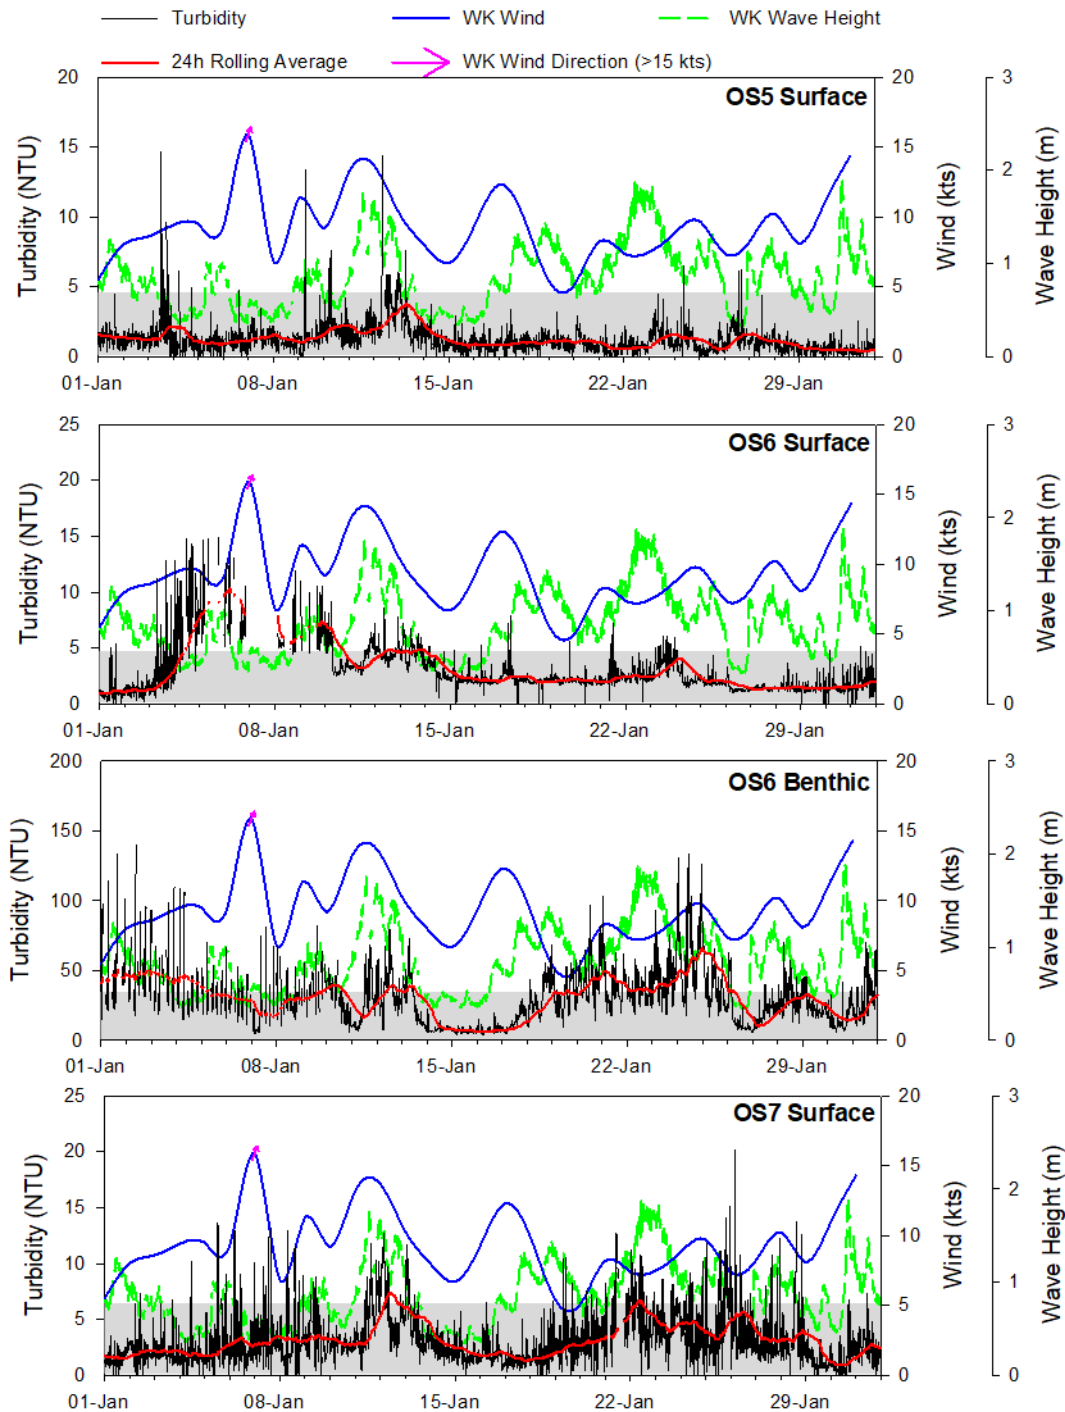 Turbidity WK Wind WK Wave Height
24h Rolling Average WK Wind Direction (>15 kts)
OS5 Surface
Turbidity (NTU)
20
15
10
5
0
20
15
10
5
0
Wind (kts)
3
2
1
0
Wave Height (m)
01-Jan 08-Jan 15-Jan 22-Jan 29-Jan
OS6 Surface
Turbidity (NTU)
25
20
15
10
5
0
20
15
10
5
0
Wind (kts)
3
2
1
0
Wave Height (m)
01-Jan 08-Jan 15-Jan 22-Jan 29-Jan
OS6 Benthic
Turbidity (NTU)
200
150
100
50
0
20
15
10
5
0
Wind (kts)
3
2
1
0
Wave Height (m)
01-Jan 08-Jan 15-Jan 22-Jan 29-Jan
OS7 Surface
Turbidity (NTU)
25
20
15
10
5
0
20
15
10
5
0
Wind (kts)
3
2
1
0
Wave Height (m)
01-Jan 08-Jan 15-Jan 22-Jan 29-Jan